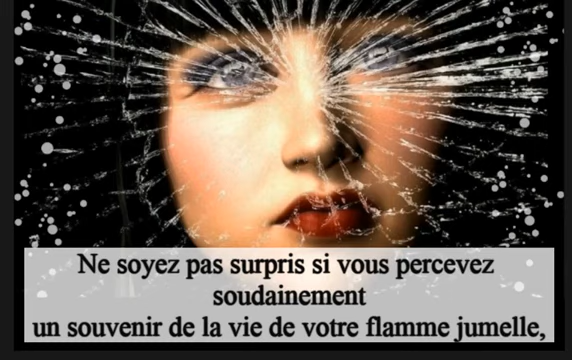 Ne soyez pas surpris si vous percevez
soudainement
un souvenir de la vie de votre flamme jumelle,